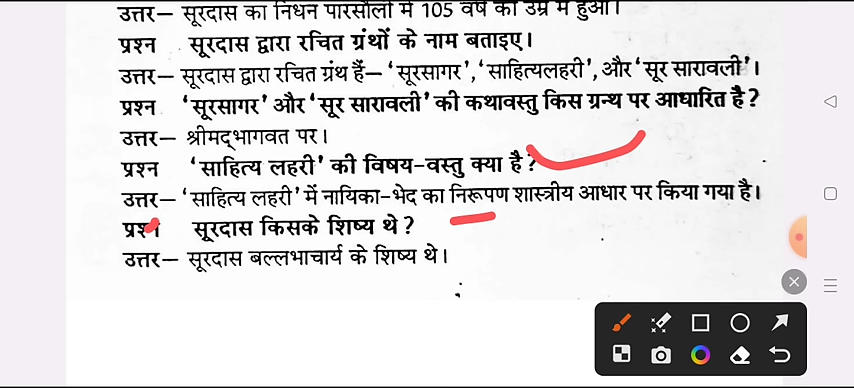 उत्तर– सूरदास का निधन पारसौली में 105 वर्ष की उम्र में हुआ।
प्रश्न सूरदास द्वारा रचित ग्रंथों के नाम बताइए।
उत्तर– सूरदास द्वारा रचित ग्रंथ हैं– ‘सूरसागर’, ‘साहित्यलहरी’, और ‘सूर सारावली’।
प्रश्न ‘सूरसागर’ और ‘सूर सारावली’ की कथावस्तु किस ग्रन्थ पर आधारित है?
उत्तर– श्रीमद्भागवत पर।
प्रश्न ‘साहित्य लहरी’ की विषय-वस्तु क्या है?
उत्तर– ‘साहित्य लहरी’ में नायिका-भेद का निरूपण शास्त्रीय आधार पर किया गया है।
प्रश्न सूरदास किसके शिष्य थे?
उत्तर– सूरदास बल्लभाचार्य के शिष्य थे।